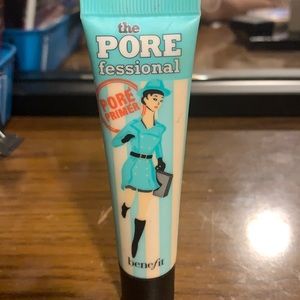 the
PORE
fessional
PORE
PRIMER
benefit